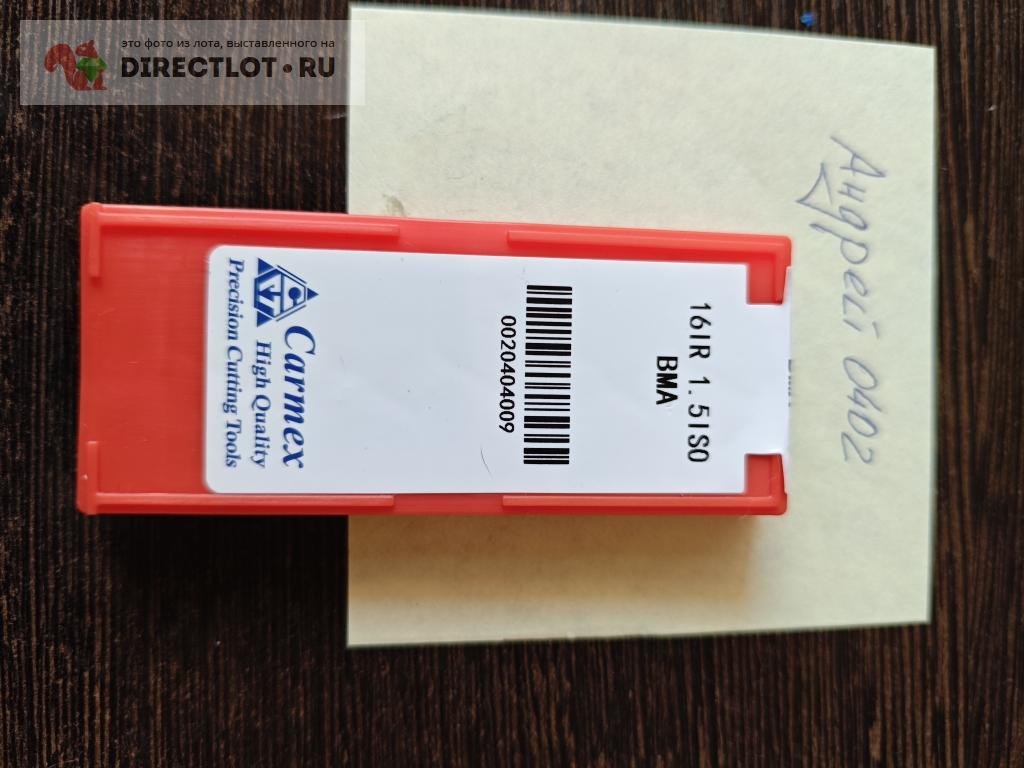 это фото из лота, выставленного на
DIRECTLOT.RU
16IR 1.5ISO
BMA
0020404009
Carmex
High Quality
Precision Cutting Tools
Андрей 0402